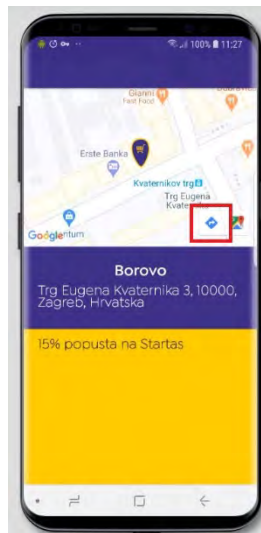 100% 11:27
Gianni
Fast Food
Erste Banka
Kvaternikov trg
Trg Eugena
Kvaternika
Google
Borovo
Trg Eugena Kvaternika 3, 10000,
Zagreb, Hrvatska
15% popusta na Startas